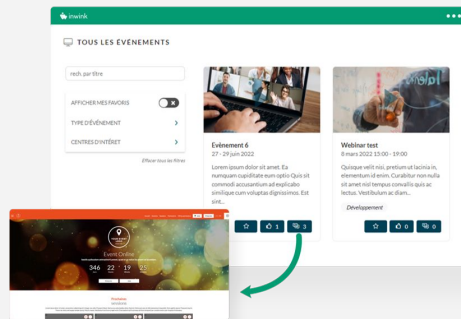 inwink
TOUS LES ÉVÉNEMENTS
rech. par titre
AFFICHER MES FAVORIS
TYPE D'ÉVÉNEMENT
CENTRES D'INTÉRET
Effacer tous les filtres
Evènement 6
27 - 29 juin 2022
Lorem ipsum dolor sit amet. Ea
numquam cupiditate eum optio Quis sit
commodi accusantium ad explicabo
similique cum voluptas dignissimos. Est
sint...
1
3
Webinar test
8 mars 2022 15:00 - 19:00
Quisque velit nisi, pretium ut lacinia in,
elementum id enim. Curabitur non nulla
sit amet nisl tempus convallis quis ac
lectus. Vestibulum ac diam...
Développement
0
0
Event Online
346 22 19 25